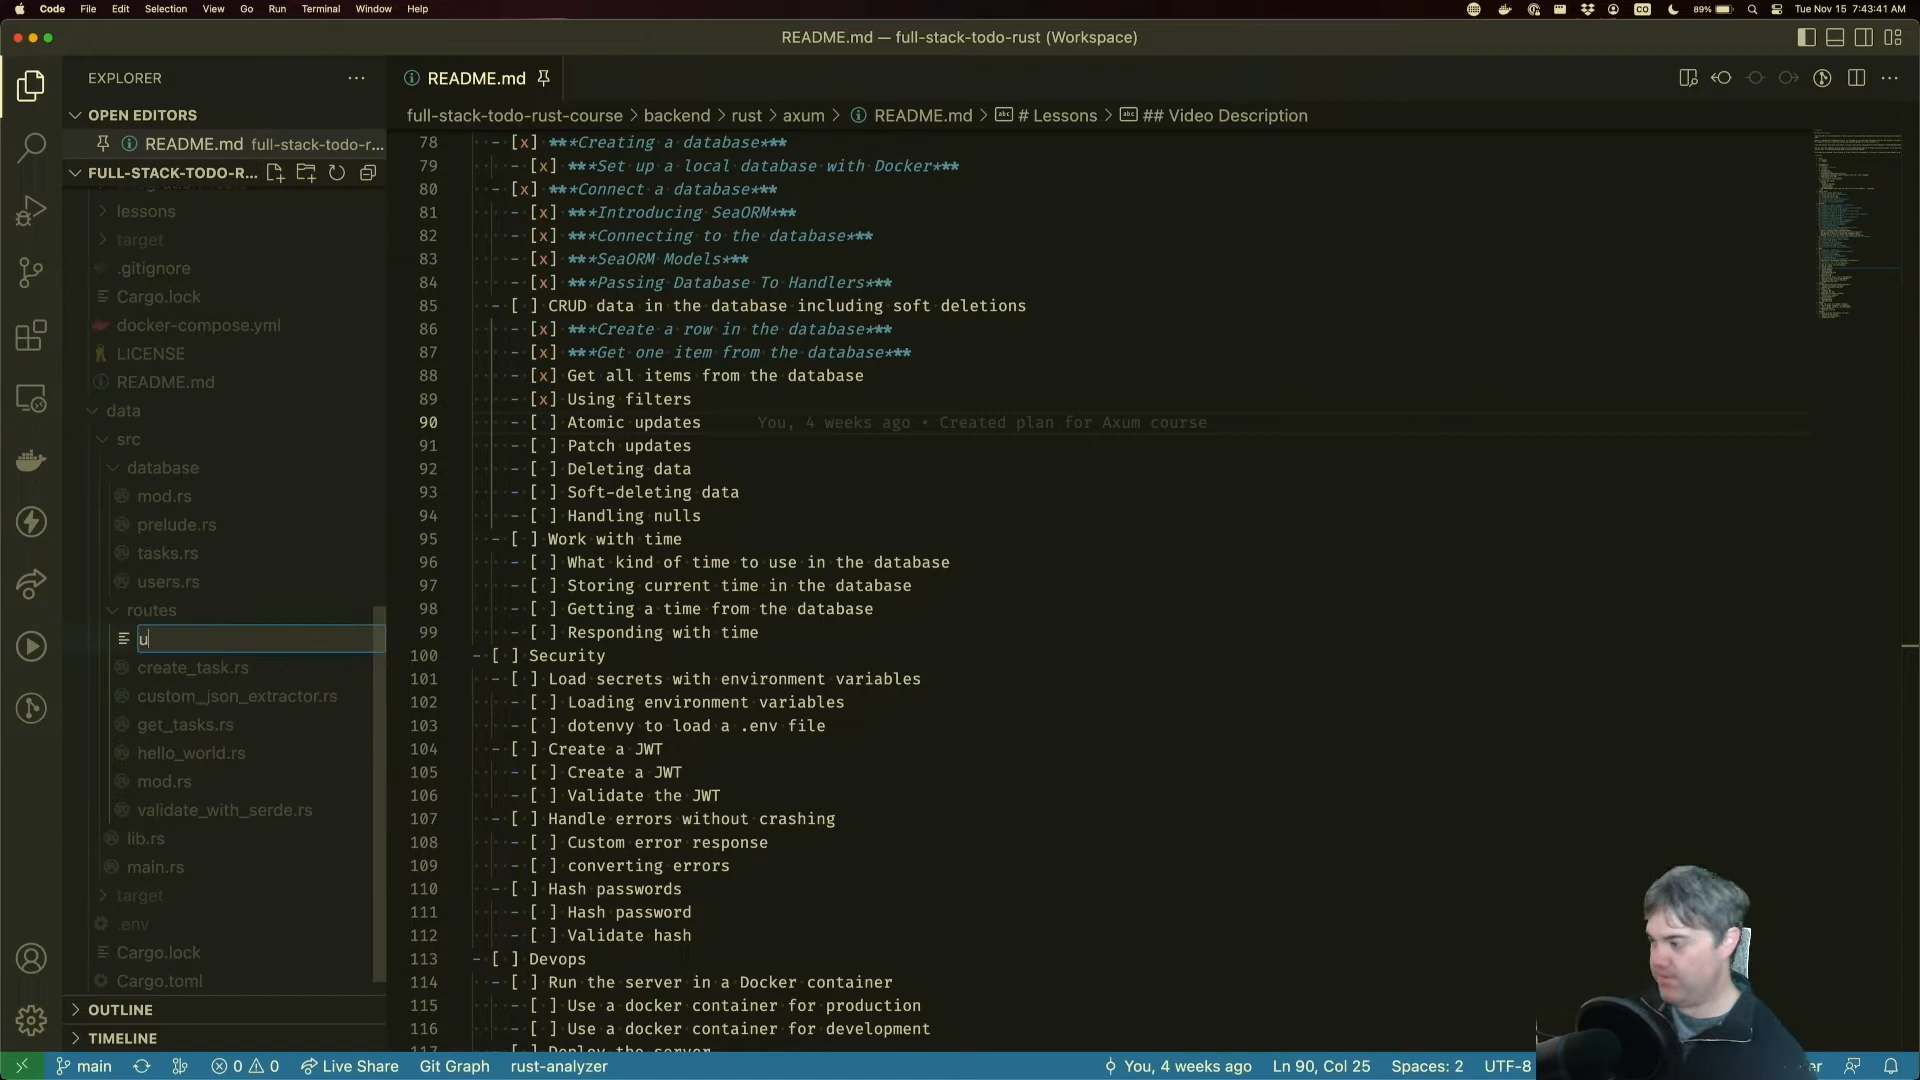 Code File Edit Selection View Go Run Terminal Window Help
CO 89% Tue Nov 15 7:43:41 AM
README.md — full-stack-todo-rust (Workspace)
EXPLORER
OPEN EDITORS
README.md full-stack-todo-r...
FULL-STACK-TODO-R...
lessons
target
.gitignore
Cargo.lock
docker-compose.yml
LICENSE
README.md
data
src
database
mod.rs
prelude.rs
tasks.rs
users.rs
routes
u
create_task.rs
custom_json_extractor.rs
get_tasks.rs
hello_world.rs
mod.rs
validate_with_serde.rs
lib.rs
main.rs
target
.env
Cargo.lock
Cargo.toml
OUTLINE
TIMELINE
README.md
full-stack-todo-rust-course > backend > rust > axum > README.md > # Lessons > ## Video Description
78 - [x] ***Creating a database***
79 - [x] ***Set up a local database with Docker***
80 - [x] ***Connect a database***
81 - [x] ***Introducing SeaORM***
82 - [x] ***Connecting to the database***
83 - [x] ***SeaORM Models***
84 - [x] ***Passing Database To Handlers***
85 - [ ] CRUD data in the database including soft deletions
86 - [x] ***Create a row in the database***
87 - [x] ***Get one item from the database***
88 - [x] Get all items from the database
89 - [x] Using filters
90 - [ ] Atomic updates You, 4 weeks ago • Created plan for Axum course
91 - [ ] Patch updates
92 - [ ] Deleting data
93 - [ ] Soft-deleting data
94 - [ ] Handling nulls
95 - [ ] Work with time
96 - [ ] What kind of time to use in the database
97 - [ ] Storing current time in the database
98 - [ ] Getting a time from the database
99 - [ ] Responding with time
100 - [ ] Security
101 - [ ] Load secrets with environment variables
102 - [ ] Loading environment variables
103 - [ ] dotenvy to load a .env file
104 - [ ] Create a JWT
105 - [ ] Create a JWT
106 - [ ] Validate the JWT
107 - [ ] Handle errors without crashing
108 - [ ] Custom error response
109 - [ ] converting errors
110 - [ ] Hash passwords
111 - [ ] Hash password
112 - [ ] Validate hash
113 - [ ] Devops
114 - [ ] Run the server in a Docker container
115 - [ ] Use a docker container for production
116 - [ ] Use a docker container for development
117 - [ ] Deploy the server
main 0 0 Live Share Git Graph rust-analyzer You, 4 weeks ago Ln 90, Col 25 Spaces: 2 UTF-8